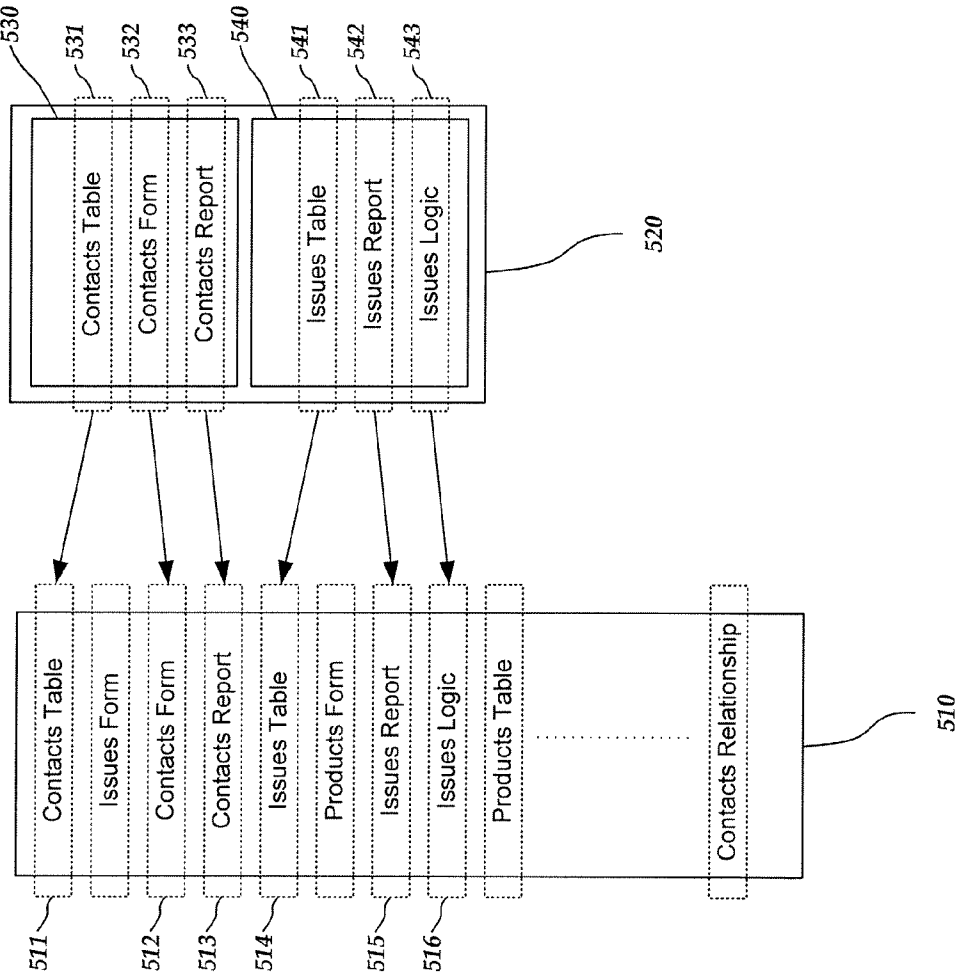 511
Contacts Table
Issues Form
512
Contacts Form
513
Contacts Report
514
Issues Table
Products Form
515
Issues Report
516
Issues Logic
Products Table
Contacts Relationship
510
530
Contacts Table
531
Contacts Form
532
Contacts Report
533
540
Issues Table
541
Issues Report
542
Issues Logic
543
520